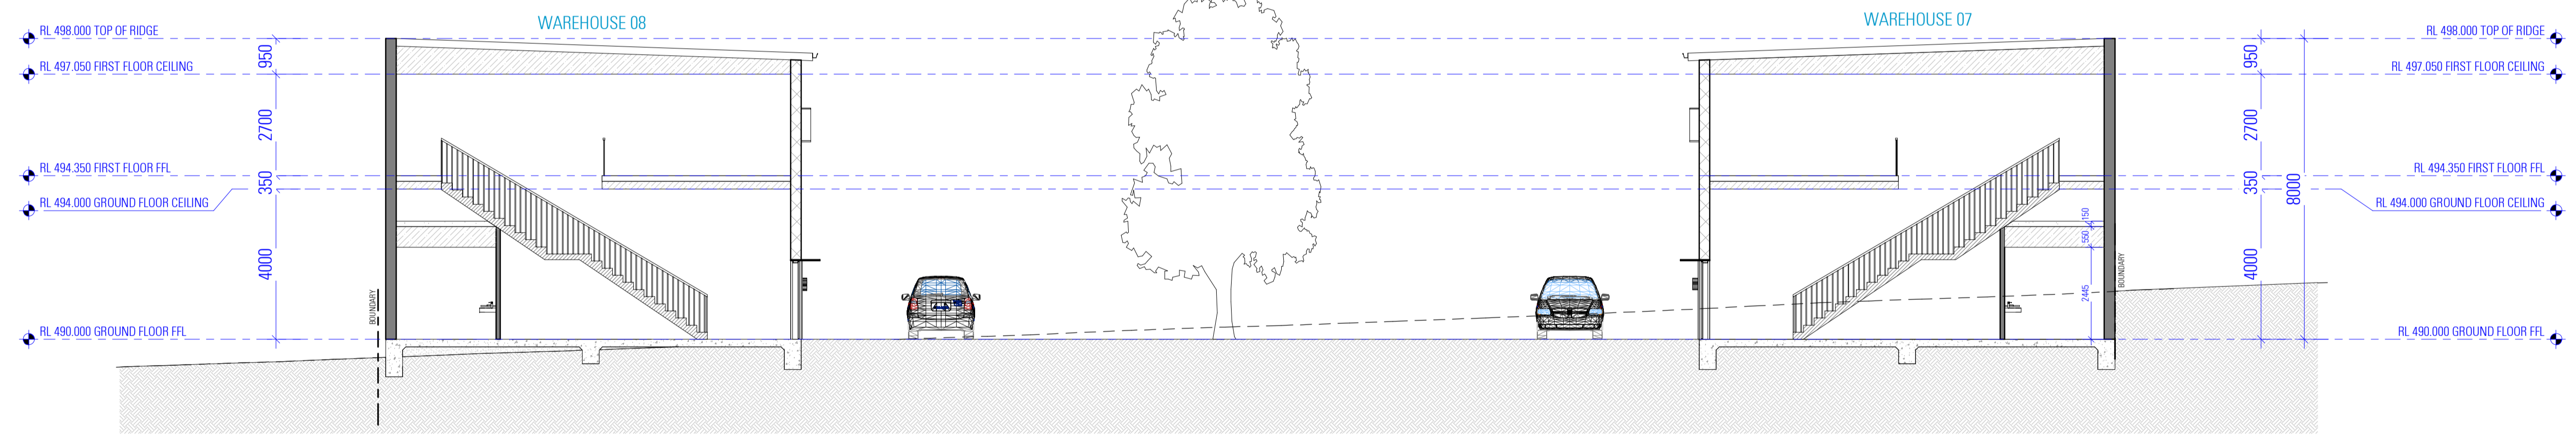 WAREHOUSE 08
WAREHOUSE 07
RL 498.000 TOP OF RIDGE
RL 497.050 FIRST FLOOR CEILING
RL 494.350 FIRST FLOOR FFL
RL 494.000 GROUND FLOOR CEILING
RL 490.000 GROUND FLOOR FFL
950
2700
350
4000
BOUNDARY
150
550
2445
BOUNDARY
950
2700
350
4000
8000
RL 498.000 TOP OF RIDGE
RL 497.050 FIRST FLOOR CEILING
RL 494.350 FIRST FLOOR FFL
RL 494.000 GROUND FLOOR CEILING
RL 490.000 GROUND FLOOR FFL